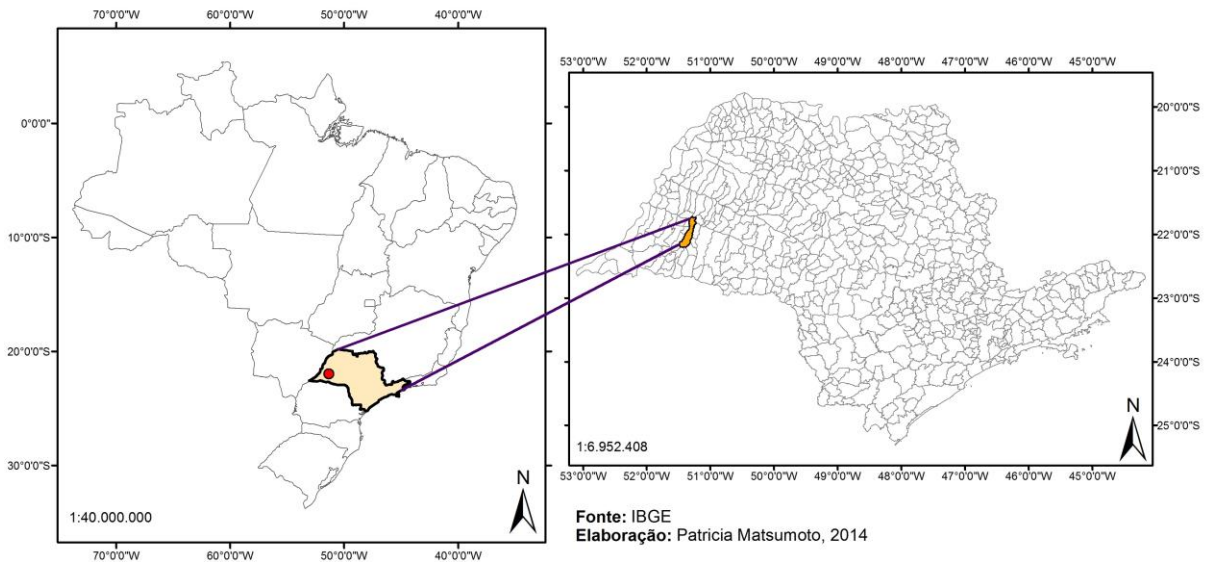 70°0'0"W 60°0'0"W 50°0'0"W 40°0'0"W
0°0'0"
10°0'0"S
20°0'0"S
30°0'0"S
N
1:40.000.000
70°0'0"W 60°0'0"W 50°0'0"W 40°0'0"W
53°0'0"W 52°0'0"W 51°0'0"W 50°0'0"W 49°0'0"W 48°0'0"W 47°0'0"W 46°0'0"W 45°0'0"W
20°0'0"S
21°0'0"S
22°0'0"S
23°0'0"S
24°0'0"S
25°0'0"S
N
1:6.952.408
53°0'0"W 52°0'0"W 51°0'0"W 50°0'0"W 49°0'0"W 48°0'0"W 47°0'0"W 46°0'0"W 45°0'0"W
Fonte: IBGE
Elaboração: Patricia Matsumoto, 2014